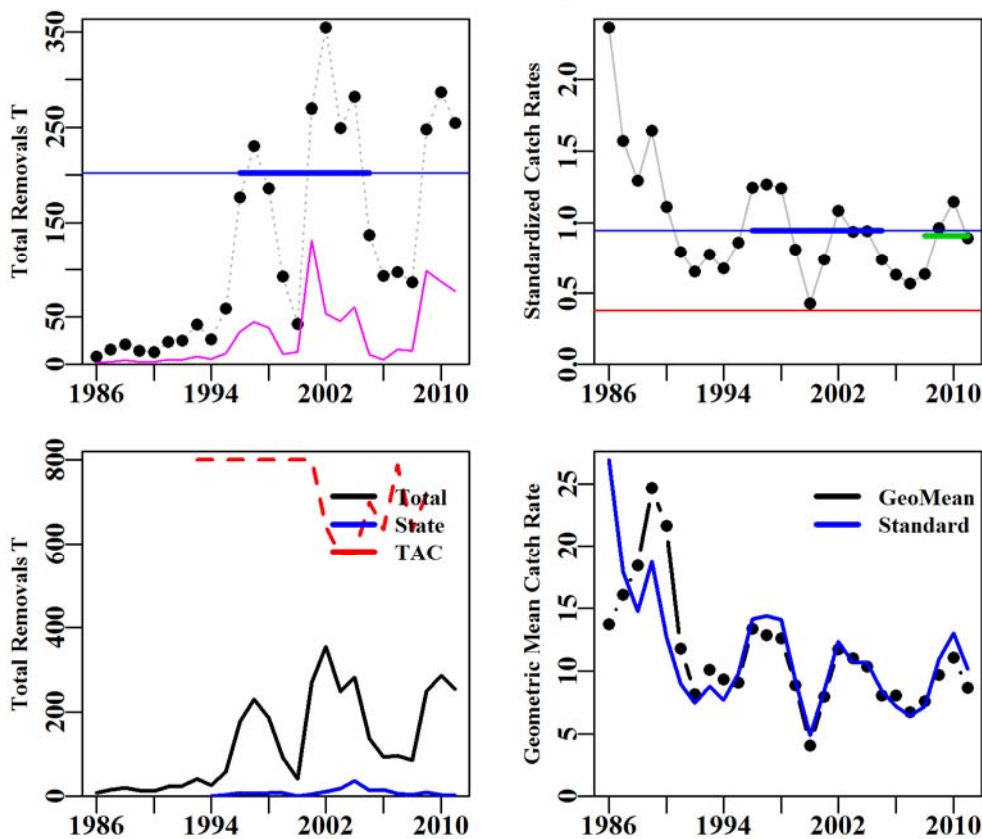 Total Removals T
0 50 150 250 350
1986 1994 2002 2010
Standardized Catch Rates
0.0 0.5 1.0 1.5 2.0
1986 1994 2002 2010
Total Removals T
0 200 400 600 800
Total
State
TAC
1986 1994 2002 2010
Geometric Mean Catch Rate
0 5 10 15 20 25
GeoMean
Standard
1986 1994 2002 2010